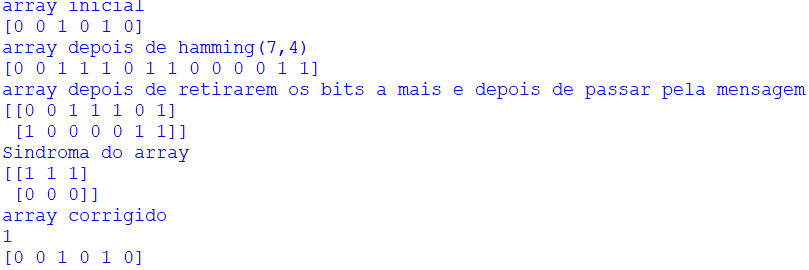 array inicial
[0 0 1 0 1 0]
array depois de hamming(7,4)
[0 0 1 1 1 0 1 1 0 0 0 0 1 1]
array depois de retirarem os bits a mais e depois de passar pela mensagem
[[0 0 1 1 1 0 1]
 [1 0 0 0 0 1 1]]
Sindroma do array
[[1 1 1]
 [0 0 0]]
array corrigido
1
[0 0 1 0 1 0]